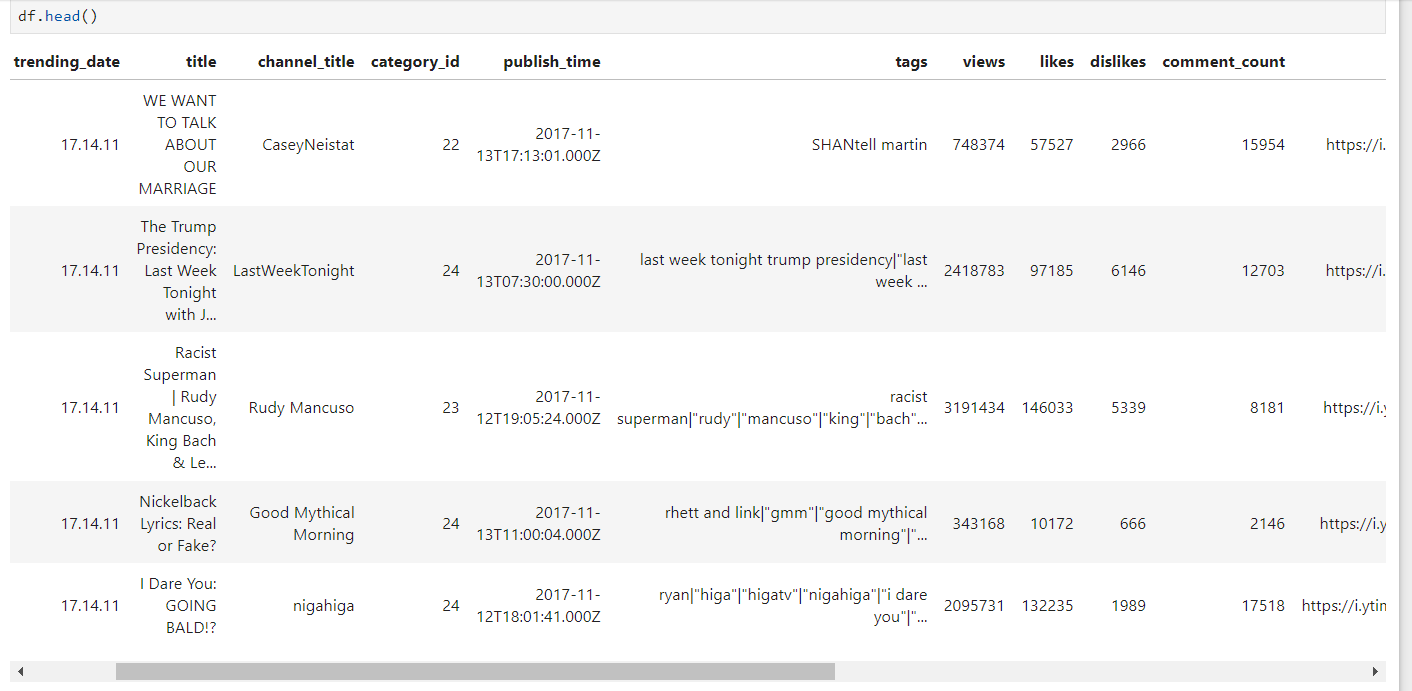 df.head()
trending_date title channel_title category_id publish_time tags views likes dislikes comment_count
WE WANT
TO TALK
17.14.11 ABOUT CaseyNeistat 22 2017-11-13T17:13:01.000Z SHANtell martin 748374 57527 2966 15954 https://i.
OUR
MARRIAGE
The Trump
Presidency:
17.14.11 Last Week LastWeekTonight 24 2017-11-13T07:30:00.000Z last week tonight trump presidency|"last week ... 2418783 97185 6146 12703 https://i.
Tonight
with J...
Racist
Superman
| Rudy
17.14.11 Mancuso, Rudy Mancuso 23 2017-11-12T19:05:24.000Z racist superman|"rudy"|"mancuso"|"king"|"bach"... 3191434 146033 5339 8181 https://i.y
King Bach
& Le...
Nickelback
17.14.11 Lyrics: Real Good Mythical Morning 24 2017-11-13T11:00:04.000Z rhett and link|"gmm"|"good mythical morning"|"... 343168 10172 666 2146 https://i.y
or Fake?
I Dare You:
17.14.11 GOING nigahiga 24 2017-11-12T18:01:41.000Z ryan|"higa"|"higatv"|"nigahiga"|"i dare you"|"... 2095731 132235 1989 17518 https://i.ytim
BALD!?